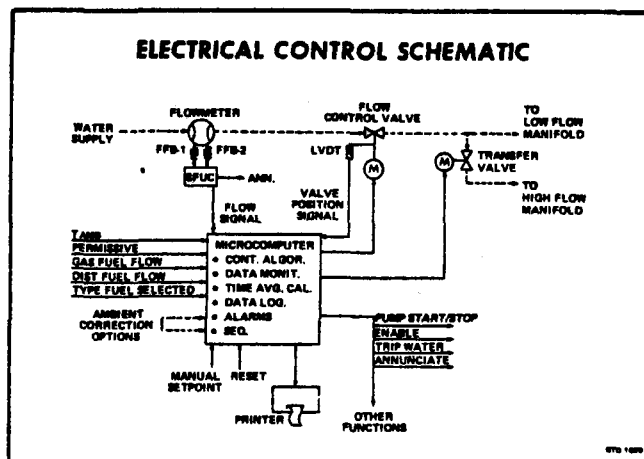 ELECTRICAL CONTROL SCHEMATIC
FLOWMETER
FLOW
CONTROL VALVE
TO
LOW FLOW
MANIFOLD
WATER
SUPPLY
FFB-1
FFB-2
LVDT
M
M
TRANSFER
VALVE
SFUC
ANN.
TO
HIGH FLOW
MANIFOLD
FLOW
SIGNAL
VALVE
POSITION
SIGNAL
TANB
PERMISSIVE
GAS FUEL FLOW
DIST FUEL FLOW
TYPE FUEL SELECTED
AMBIENT
CORRECTION
OPTIONS
MICROCOMPUTER
CONT. ALGOR.
DATA MONIT.
TIME AVG. CAL.
DATA LOG.
ALARMS
SEQ.
PUMP START/STOP
ENABLE
TRIP WATER
ANNUNCIATE
MANUAL
SETPOINT
RESET
PRINTER
OTHER
FUNCTIONS